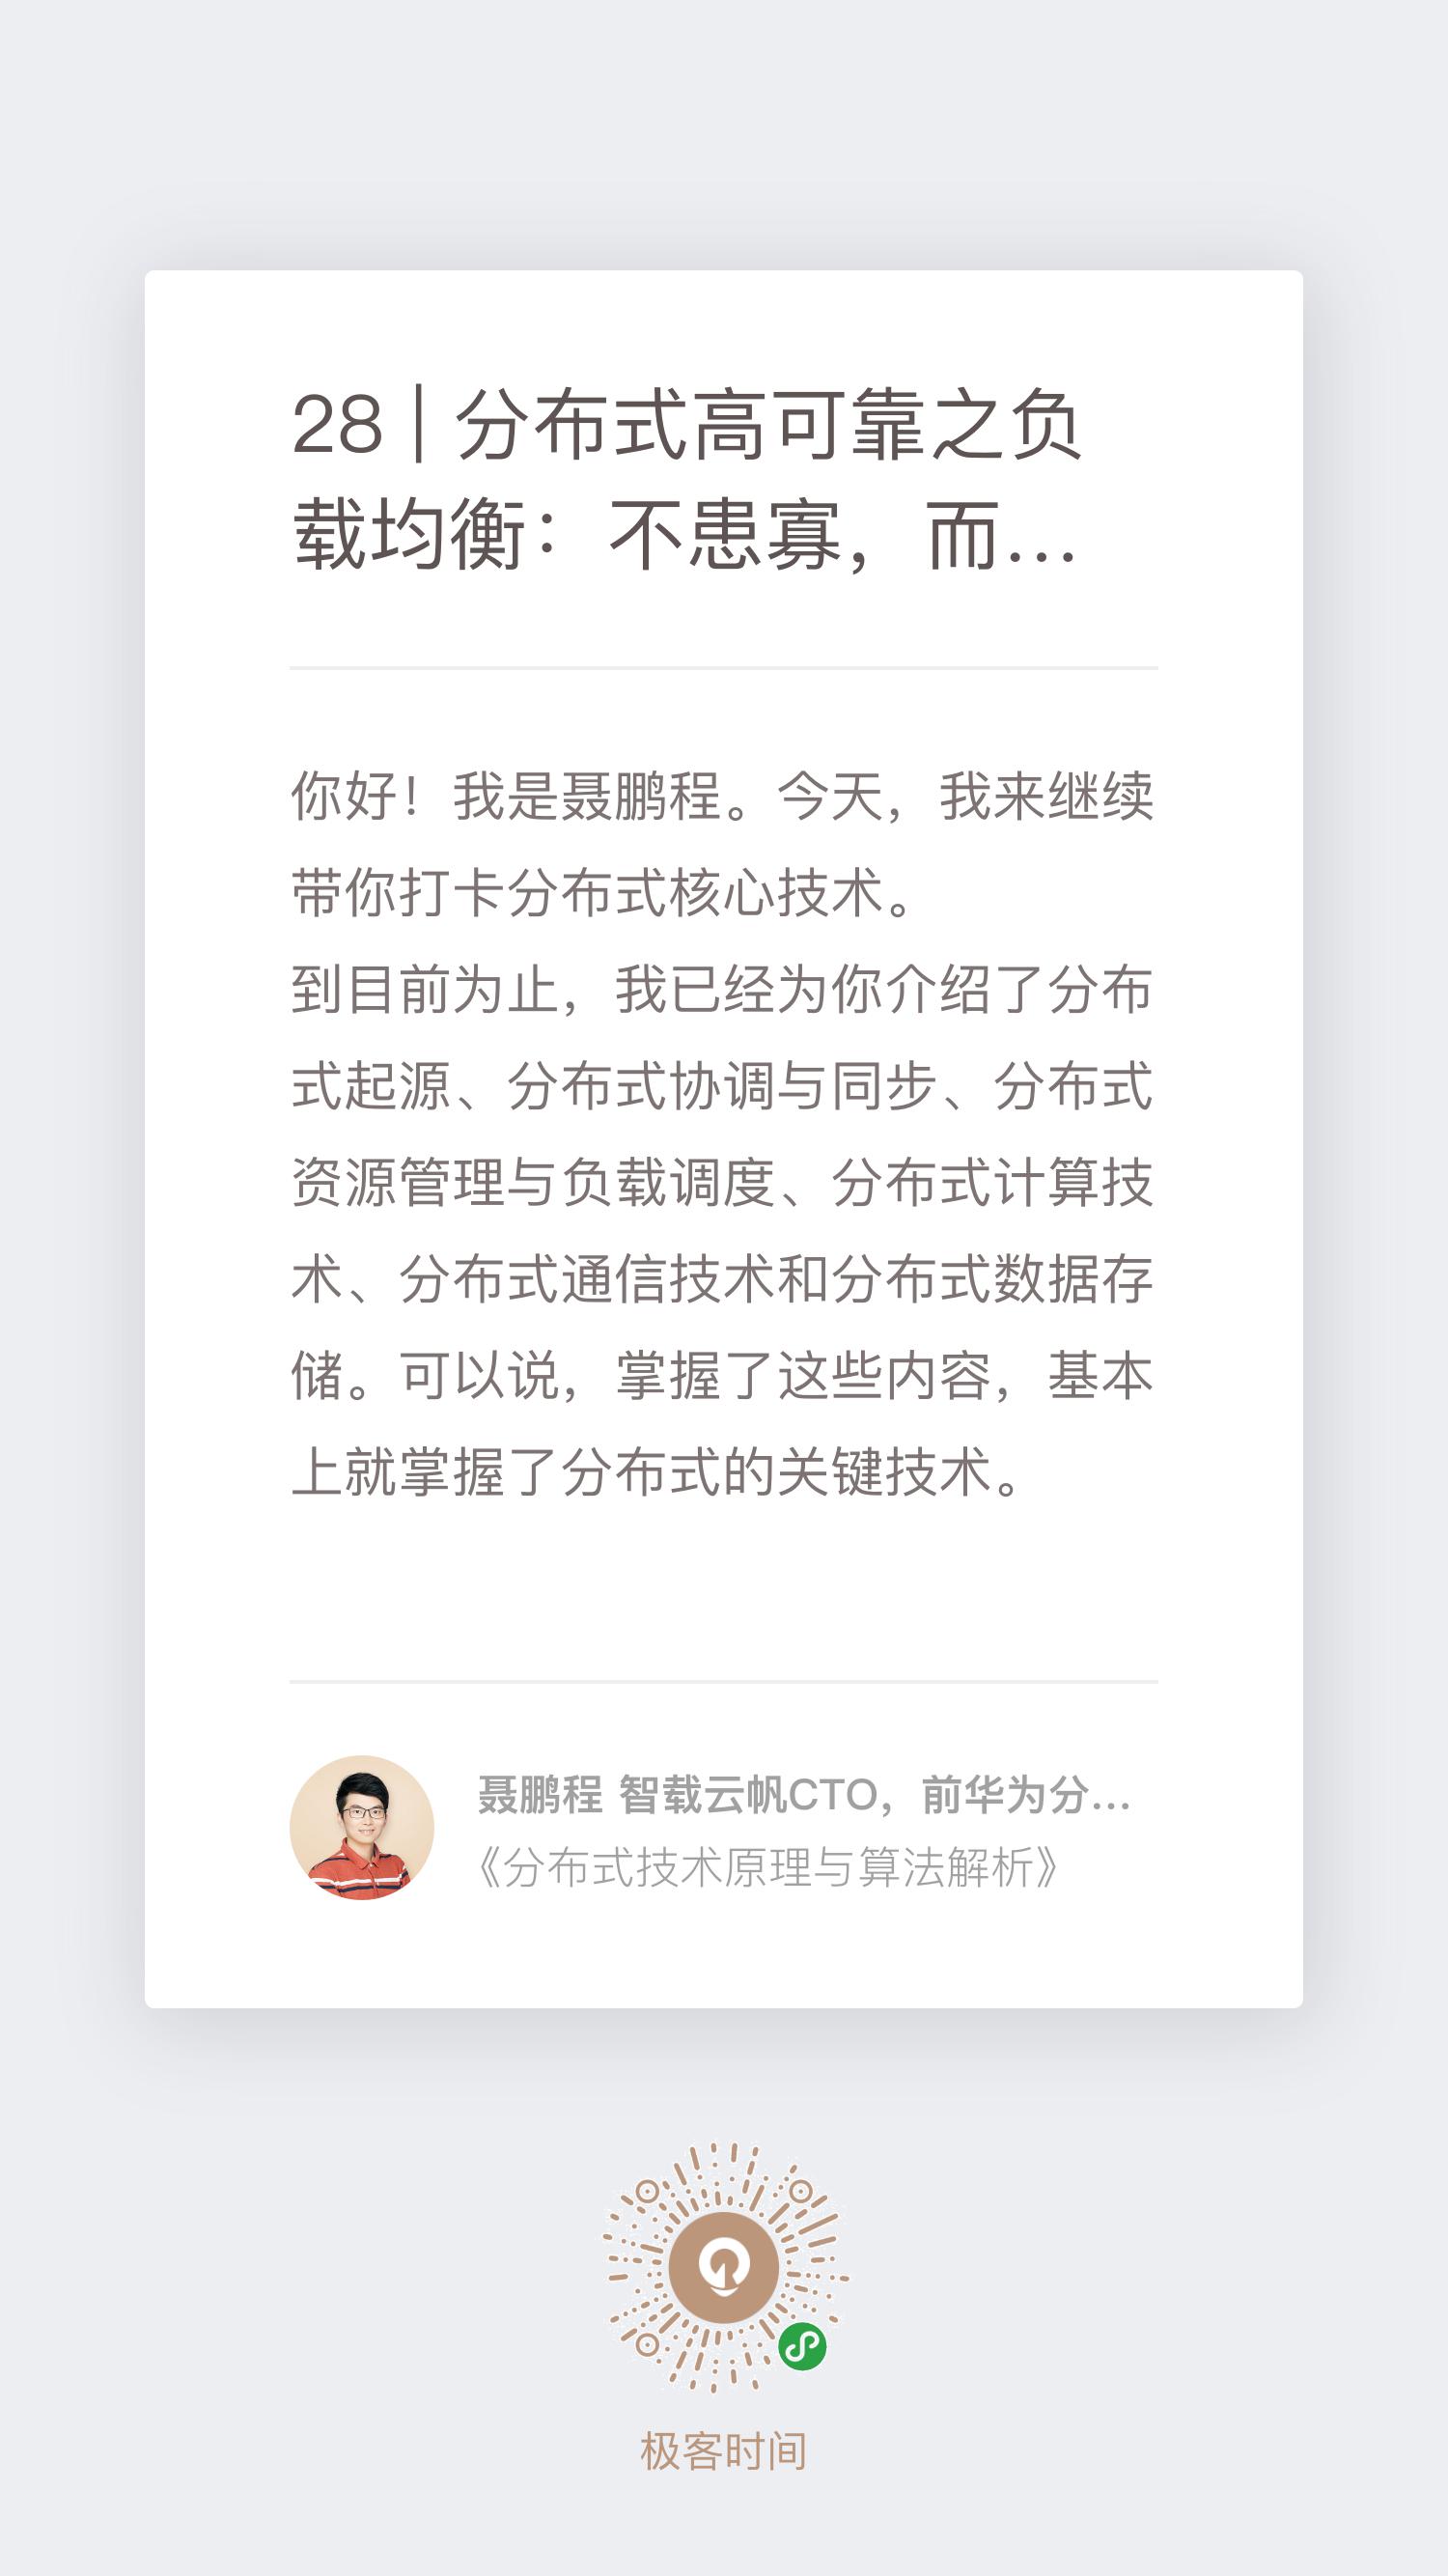 28 | 分布式高可靠之负
载均衡：不患寡，而…
你好！我是聂鹏程。今天，我来继续
带你打卡分布式核心技术。
到目前为止，我已经为你介绍了分布
式起源、分布式协调与同步、分布式
资源管理与负载调度、分布式计算技
术、分布式通信技术和分布式数据存
储。可以说，掌握了这些内容，基本
上就掌握了分布式的关键技术。
聂鹏程 智载云帆CTO，前华为分…
《分布式技术原理与算法解析》
极客时间